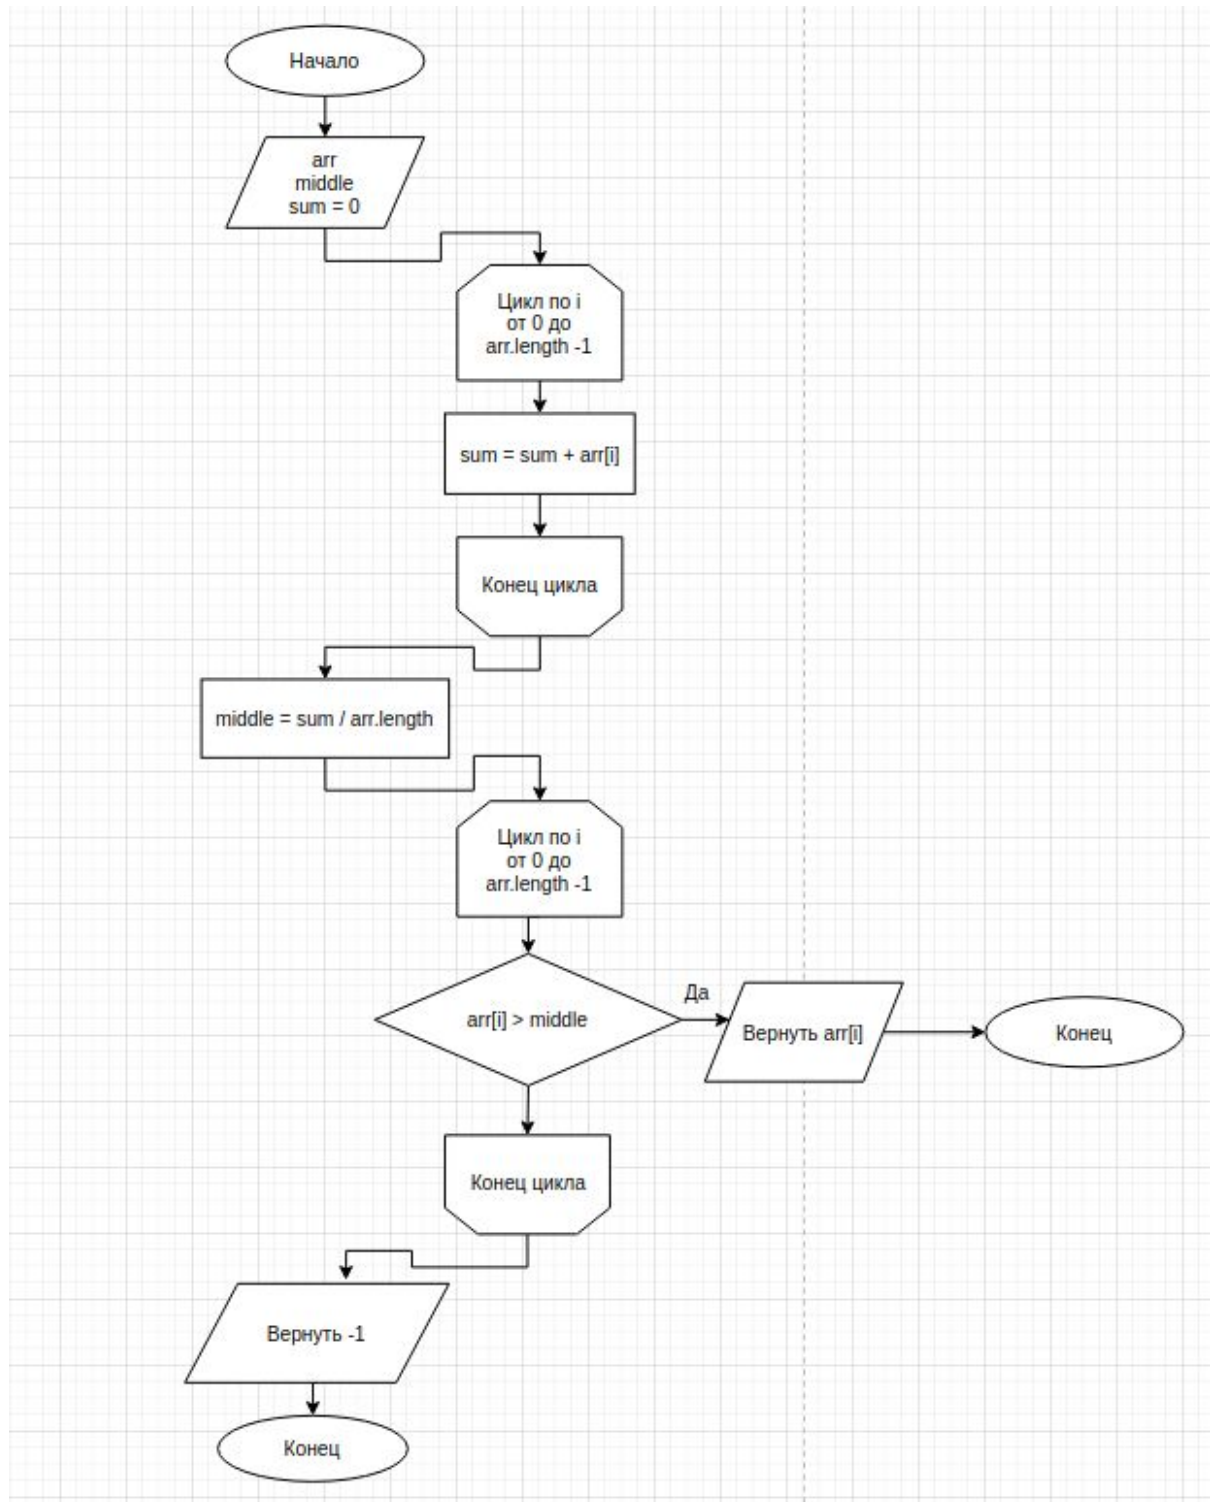 Начало
arr
middle
sum = 0
Цикл по i
от 0 до
arr.length -1
sum = sum + arr[i]
Конец цикла
middle = sum / arr.length
Цикл по i
от 0 до
arr.length -1
arr[i] > middle
Да
Вернуть arr[i]
Конец
Конец цикла
Вернуть -1
Конец